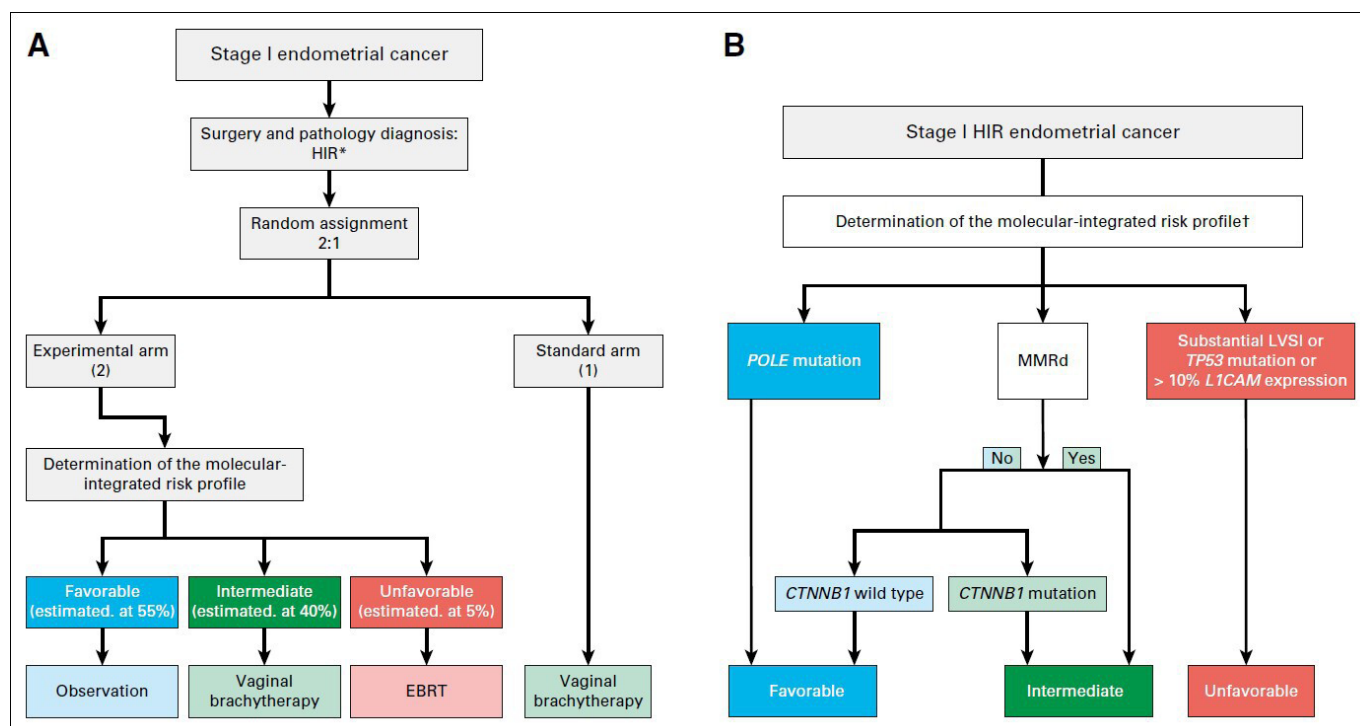 A
Stage I endometrial cancer
Surgery and pathology diagnosis:
HIR*
Random assignment
2:1
Experimental arm
(2)
Standard arm
(1)
Determination of the molecular-
integrated risk profile
Favorable
(estimated. at 55%)
Intermediate
(estimated. at 40%)
Unfavorable
(estimated. at 5%)
Observation
Vaginal
brachytherapy
EBRT
Vaginal
brachytherapy
B
Stage I HIR endometrial cancer
Determination of the molecular-integrated risk profile†
POLE mutation
MMRd
Substantial LVSI or
TP53 mutation or
> 10% L1CAM expression
No
Yes
CTNNB1 wild type
CTNNB1 mutation
Favorable
Intermediate
Unfavorable